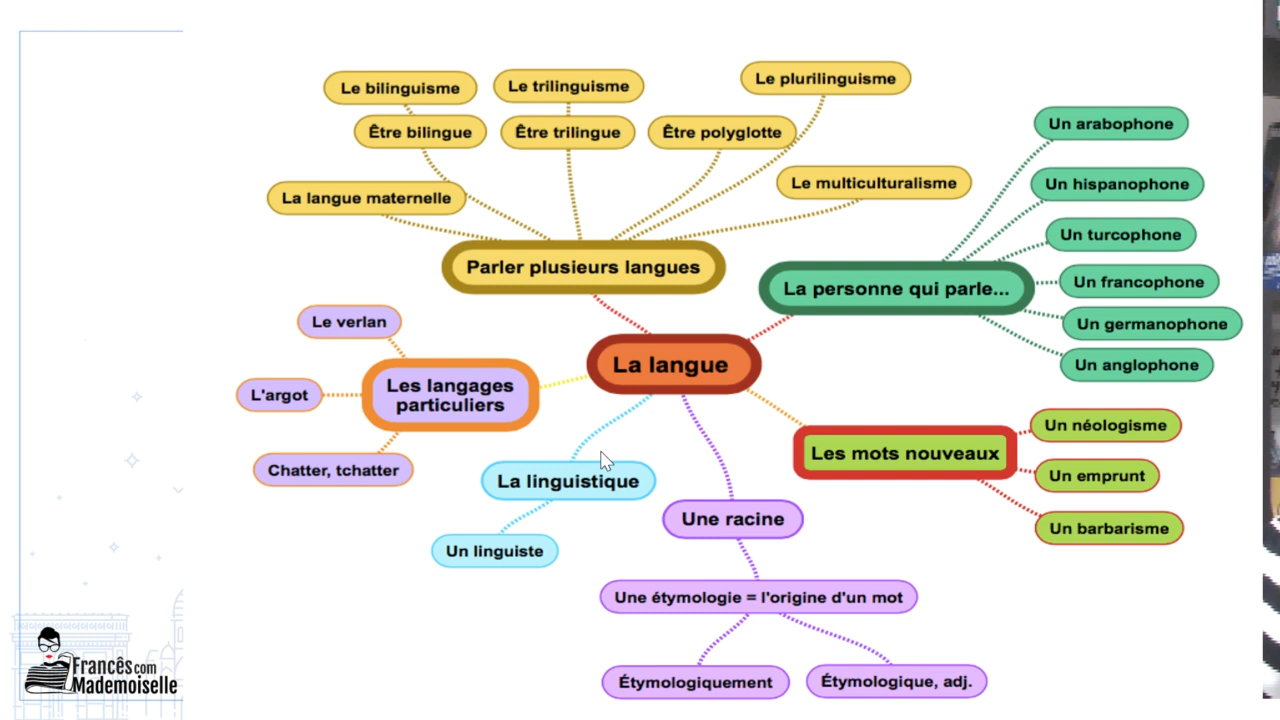 Le bilinguisme
Le trilinguisme
Le plurilinguisme
Être bilingue
Être trilingue
Être polyglotte
La langue maternelle
Le multiculturalisme
Parler plusieurs langues
Un arabophone
Un hispanophone
Un turcophone
Un francophone
Un germanophone
Un anglophone
La personne qui parle...
Le verlan
L'argot
Chatter, tchatter
Les langages
particuliers
La langue
Les mots nouveaux
Un néologisme
Un emprunt
Un barbarisme
La linguistique
Un linguiste
Une racine
Une étymologie = l'origine d'un mot
Étymologiquement
Étymologique, adj.
Francês com
Mademoiselle